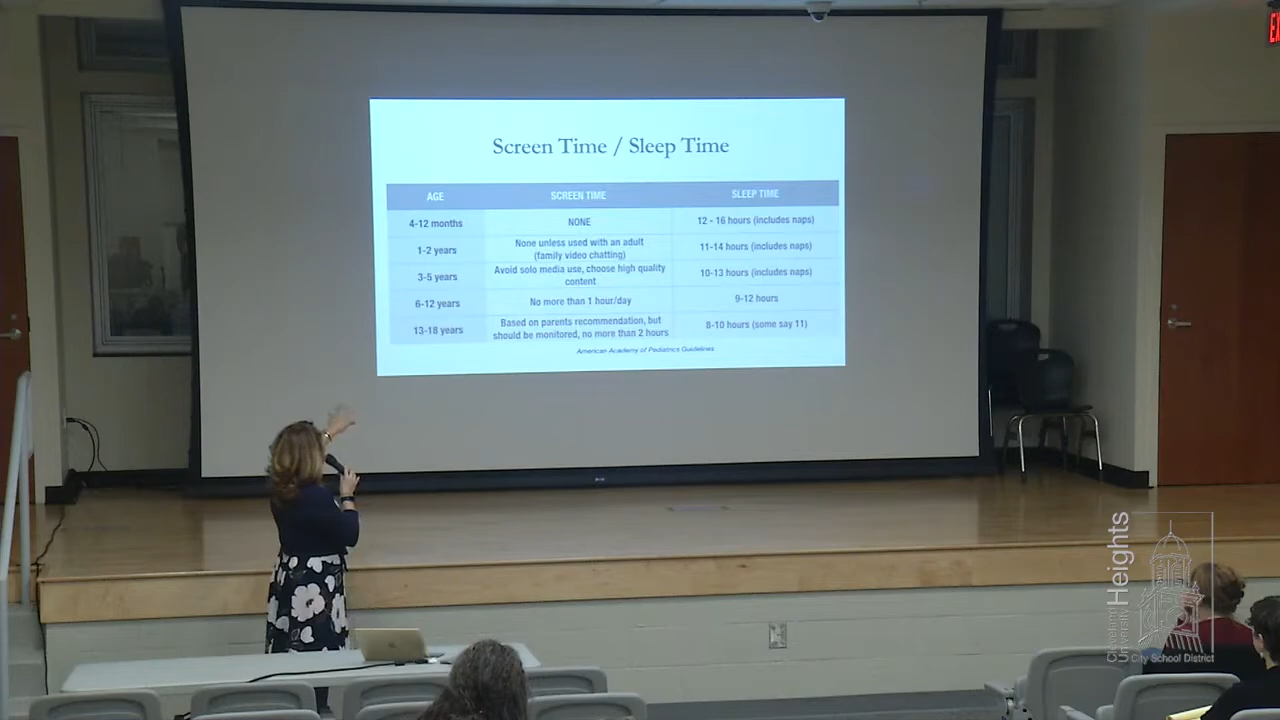 Screen Time / Sleep Time
AGE SCREEN TIME SLEEP TIME
4-12 months NONE 12 - 16 hours (includes naps)
1-2 years None unless used with an adult (family video chatting) 11-14 hours (includes naps)
3-5 years Avoid solo media use, choose high quality content 10-13 hours (includes naps)
6-12 years No more than 1 hour/day 9-12 hours
13-18 years Based on parents recommendation, but should be monitored, no more than 2 hours 8-10 hours (some say 11)
American Academy of Pediatrics Guidelines
Cleveland
Heights
University
City School District